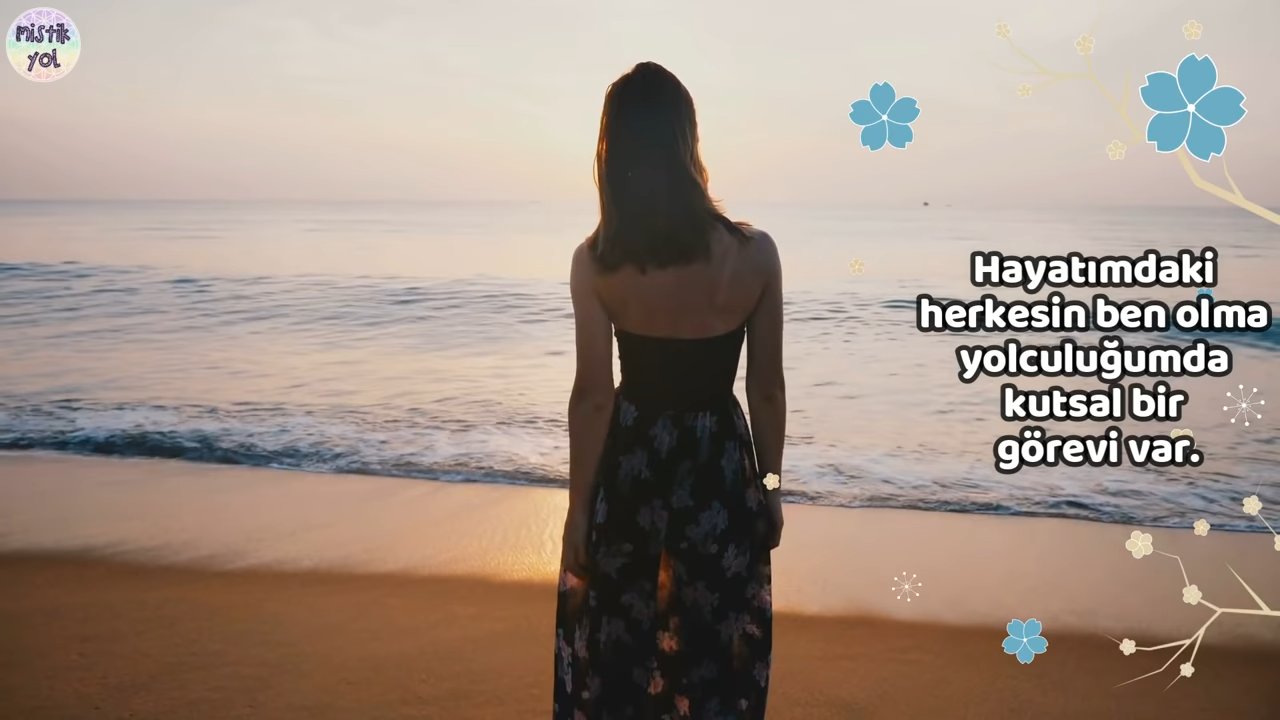 mistik
yol
Hayatımdaki
herkesin ben olma
yolculuğumda
kutsal bir
görevi var.